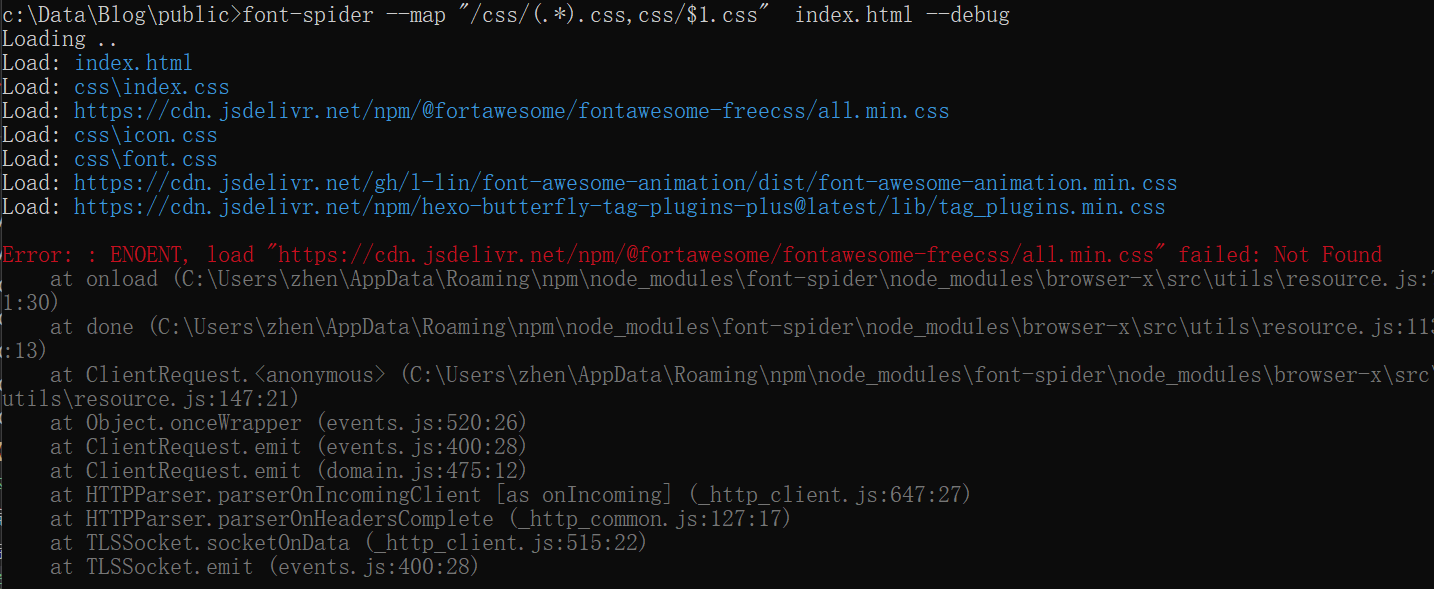 c:\Data\Blog\public>font-spider --map "/css/(.*).css,css/$1.css"  index.html --debug
Loading ..
Load: index.html
Load: css\index.css
Load: https://cdn.jsdelivr.net/npm/@fortawesome/fontawesome-freecss/all.min.css
Load: css\icon.css
Load: css\font.css
Load: https://cdn.jsdelivr.net/gh/l-lin/font-awesome-animation/dist/font-awesome-animation.min.css
Load: https://cdn.jsdelivr.net/npm/hexo-butterfly-tag-plugins-plus@latest/lib/tag_plugins.min.css
Error: : ENOENT, load "https://cdn.jsdelivr.net/npm/@fortawesome/fontawesome-freecss/all.min.css" failed: Not Found
    at onload (C:\Users\zhen\AppData\Roaming\npm\node_modules\font-spider\node_modules\browser-x\src\utils\resource.js:
1:30)
    at done (C:\Users\zhen\AppData\Roaming\npm\node_modules\font-spider\node_modules\browser-x\src\utils\resource.js:113
:13)
    at ClientRequest.<anonymous> (C:\Users\zhen\AppData\Roaming\npm\node_modules\font-spider\node_modules\browser-x\src
utils\resource.js:147:21)
    at Object.onceWrapper (events.js:520:26)
    at ClientRequest.emit (events.js:400:28)
    at ClientRequest.emit (domain.js:475:12)
    at HTTPParser.parserOnIncomingClient [as onIncoming] (_http_client.js:647:27)
    at HTTPParser.parserOnHeadersComplete (_http_common.js:127:17)
    at TLSSocket.socketOnData (_http_client.js:515:22)
    at TLSSocket.emit (events.js:400:28)